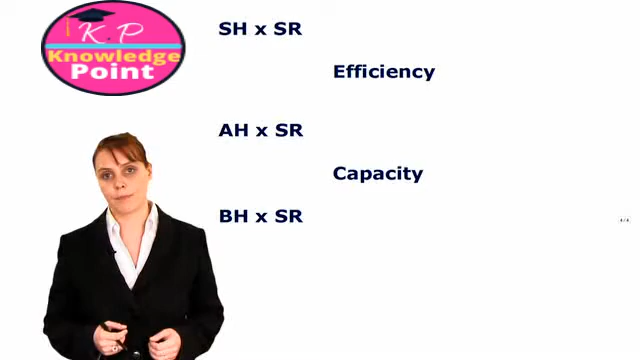 K.P
Knowledge
Point
SH x SR
Efficiency
AH x SR
Capacity
BH x SR